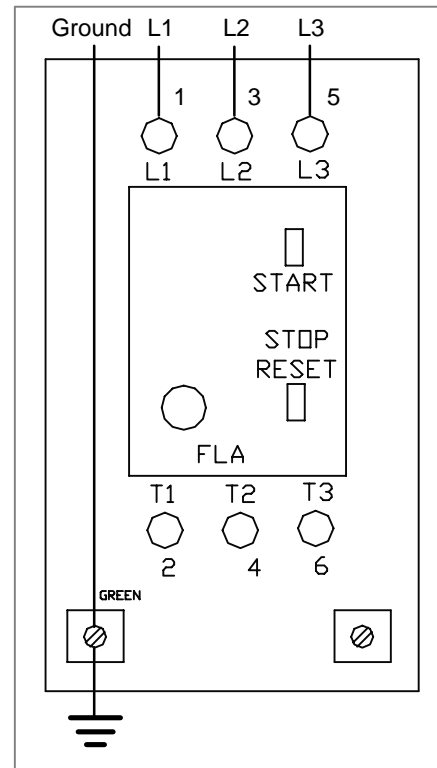 Ground L1 L2 L3
1 3 5
L1 L2 L3
START
STOP
RESET
FLA
T1 T2 T3
2 4 6
GREEN